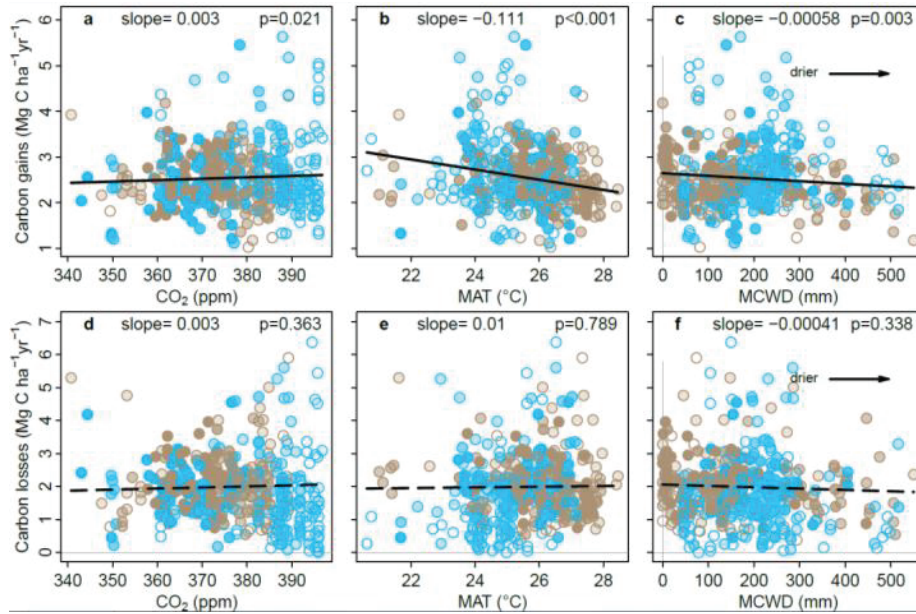 a slope= 0.003 p=0.021
b slope= −0.111 p<0.001
c slope= −0.00058 p=0.003
drier
Carbon gains (Mg C ha⁻¹yr⁻¹)
6
5
4
3
2
1
340 350 360 370 380 390
CO₂ (ppm)
22 24 26 28
MAT (°C)
0 100 200 300 400 500
MCWD (mm)
d slope= 0.003 p=0.363
e slope= 0.01 p=0.789
f slope= −0.00041 p=0.338
drier
Carbon losses (Mg C ha⁻¹yr⁻¹)
7
6
5
4
3
2
1
0
340 350 360 370 380 390
CO₂ (ppm)
22 24 26 28
MAT (°C)
0 100 200 300 400 500
MCWD (mm)